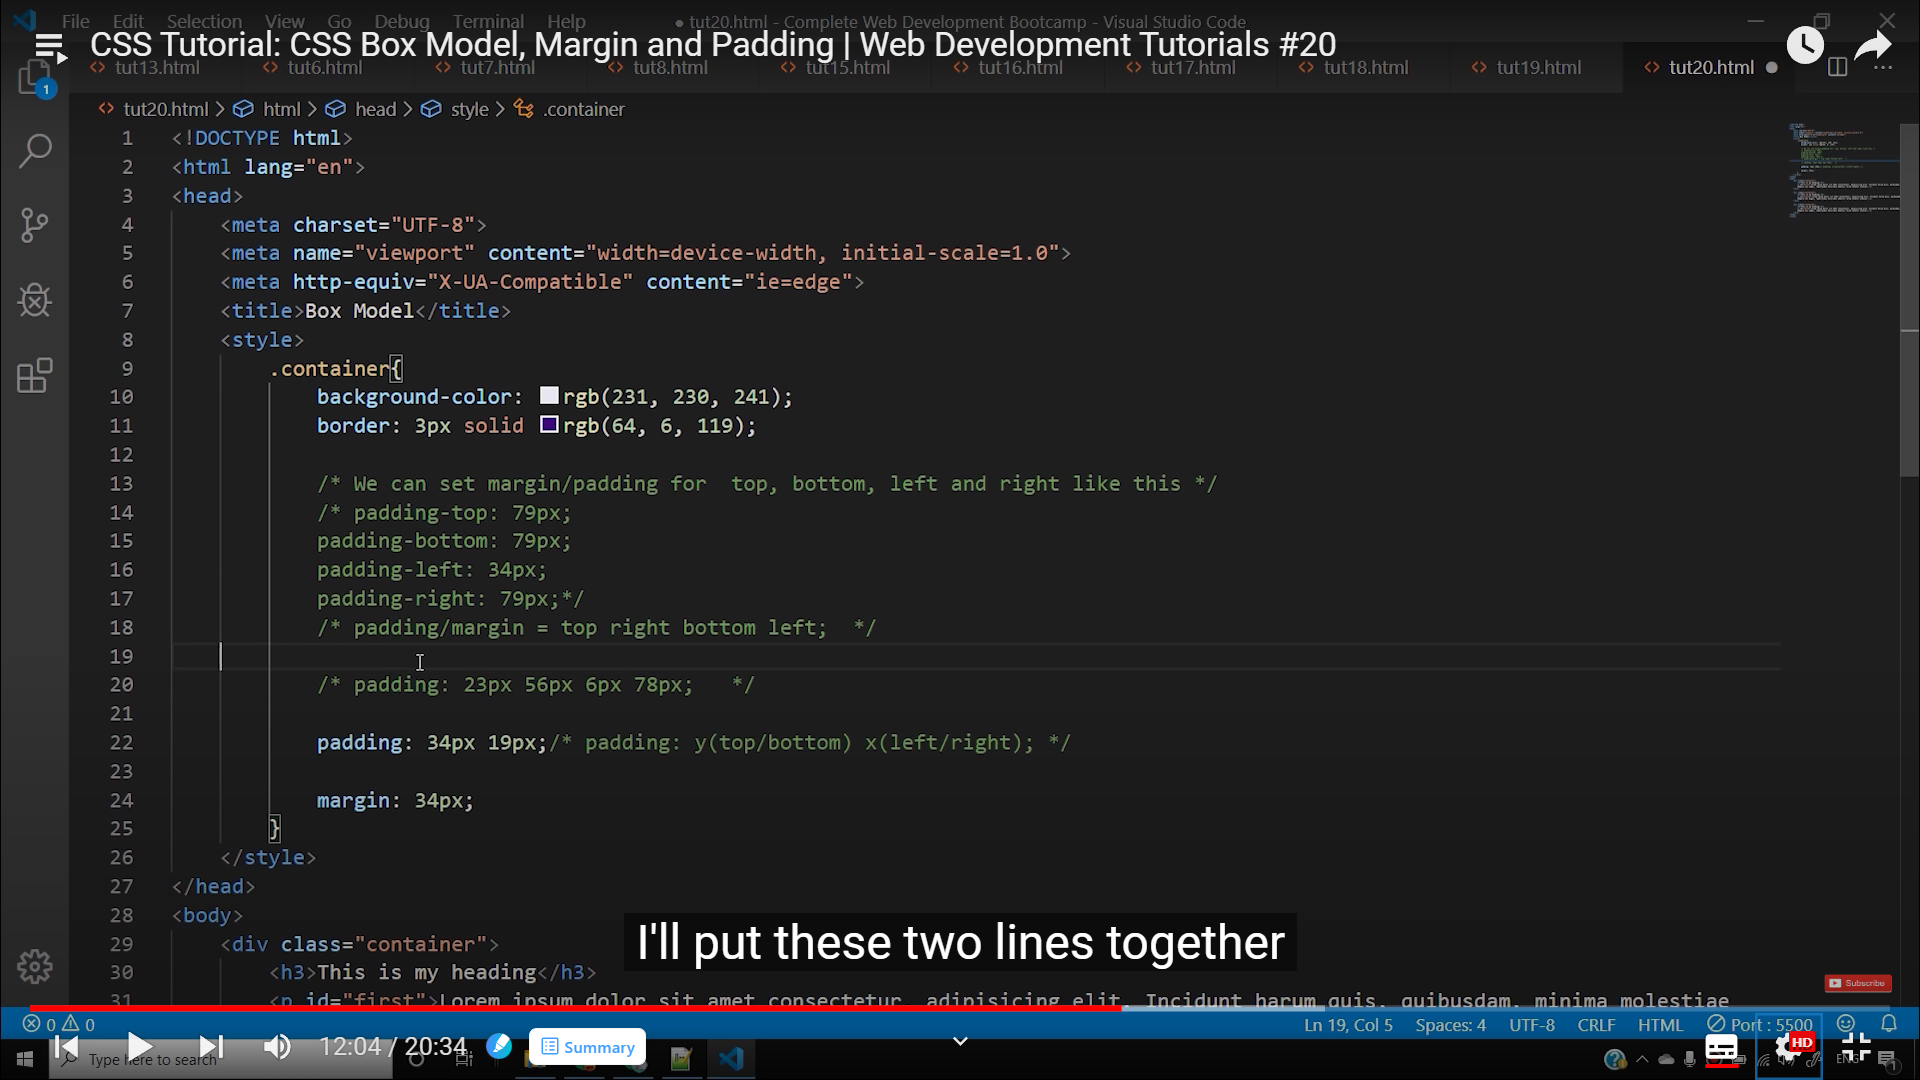 File Edit Selection View Go Debug Terminal Help ● tut20.html - Complete Web Development Bootcamp - Visual Studio Code
CSS Tutorial: CSS Box Model, Margin and Padding | Web Development Tutorials #20
tut13.html tut6.html tut7.html tut8.html tut15.html tut16.html tut17.html tut18.html tut19.html tut20.html
1
tut20.html > html > head > style > .container
1 <!DOCTYPE html>
2 <html lang="en">
3 <head>
4 <meta charset="UTF-8">
5 <meta name="viewport" content="width=device-width, initial-scale=1.0">
6 <meta http-equiv="X-UA-Compatible" content="ie=edge">
7 <title>Box Model</title>
8 <style>
9 .container{
10 background-color: rgb(231, 230, 241);
11 border: 3px solid rgb(64, 6, 119);
12
13 /* We can set margin/padding for  top, bottom, left and right like this */
14 /* padding-top: 79px;
15 padding-bottom: 79px;
16 padding-left: 34px;
17 padding-right: 79px;*/
18 /* padding/margin = top right bottom left;  */
19
20 /* padding: 23px 56px 6px 78px;   */
21
22 padding: 34px 19px;/* padding: y(top/bottom) x(left/right); */
23
24 margin: 34px;
25 }
26 </style>
27 </head>
28 <body>
29 <div class="container">
30 <h3>This is my heading</h3>
31 <p id="first">Lorem ipsum dolor sit amet consectetur, adipisicing elit. Incidunt harum quis, quibusdam, minima molestiae
I'll put these two lines together
Subscribe
0 0 Ln 19, Col 5 Spaces: 4 UTF-8 CRLF HTML Port : 5500
12:04 / 20:34 Summary HD
Type here to search ENG 1